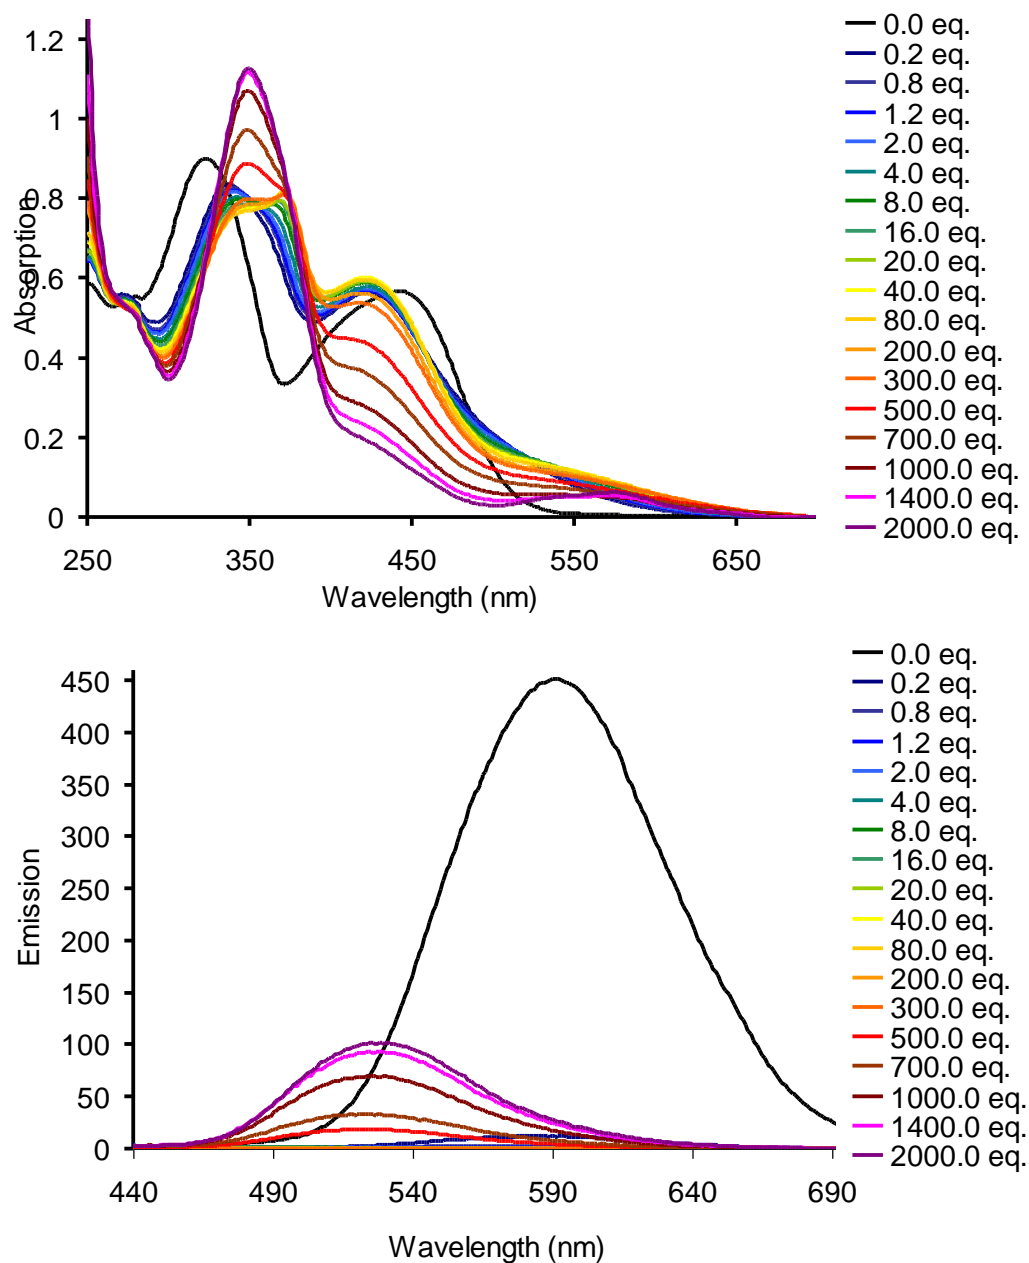 1.2
1
0.8
0.6
0.4
0.2
0
Absorption
250 350 450 550 650
Wavelength (nm)
0.0 eq.
0.2 eq.
0.8 eq.
1.2 eq.
2.0 eq.
4.0 eq.
8.0 eq.
16.0 eq.
20.0 eq.
40.0 eq.
80.0 eq.
200.0 eq.
300.0 eq.
500.0 eq.
700.0 eq.
1000.0 eq.
1400.0 eq.
2000.0 eq.
450
400
350
300
250
200
150
100
50
0
Emission
440 490 540 590 640 690
Wavelength (nm)
0.0 eq.
0.2 eq.
0.8 eq.
1.2 eq.
2.0 eq.
4.0 eq.
8.0 eq.
16.0 eq.
20.0 eq.
40.0 eq.
80.0 eq.
200.0 eq.
300.0 eq.
500.0 eq.
700.0 eq.
1000.0 eq.
1400.0 eq.
2000.0 eq.